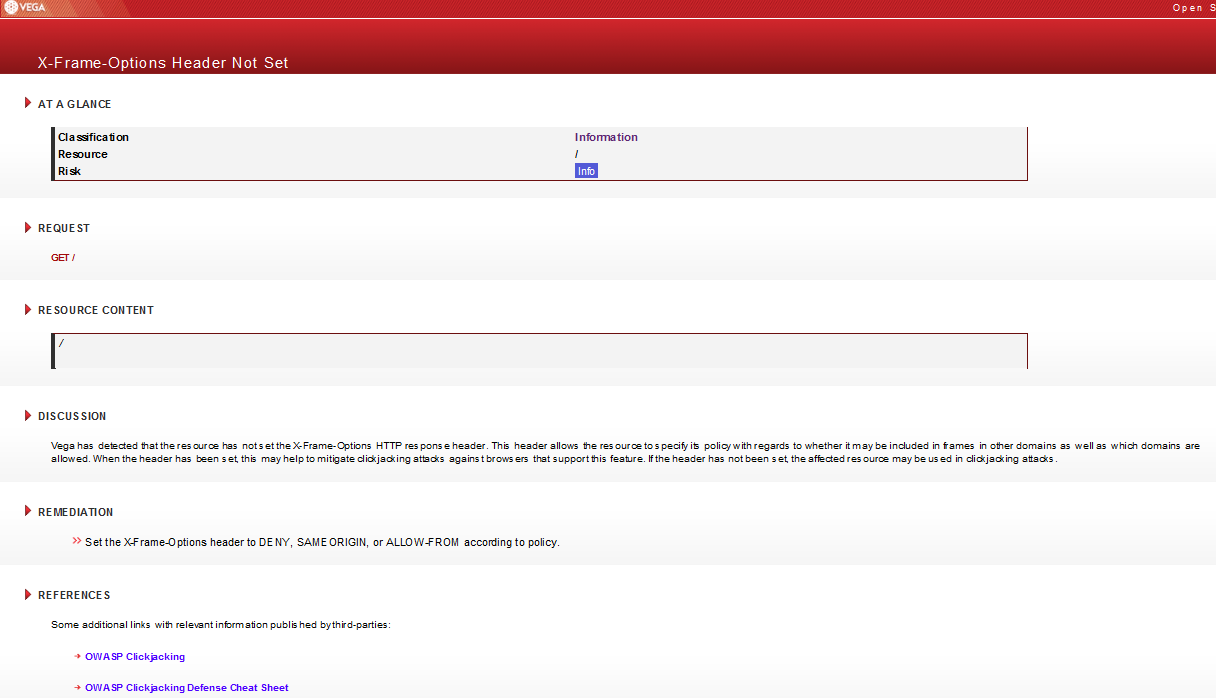 VEGA
Open S
X-Frame-Options Header Not Set
AT A GLANCE
Classification Information
Resource /
Risk Info
REQUEST
GET /
RESOURCE CONTENT
/
DISCUSSION
Vega has detected that the resource has not set the X-Frame-Options HTTP response header. This header allows the resource to specify its policy with regards to whether it may be included in frames in other domains as well as which domains are
allowed. When the header has been set, this may help to mitigate clickjacking attacks against browsers that support this feature. If the header has not been set, the affected resource may be used in clickjacking attacks.
REMEDIATION
Set the X-Frame-Options header to DENY, SAMEORIGIN, or ALLOW-FROM according to policy.
REFERENCES
Some additional links with relevant information published by third-parties:
OWASP Clickjacking
OWASP Clickjacking Defense Cheat Sheet